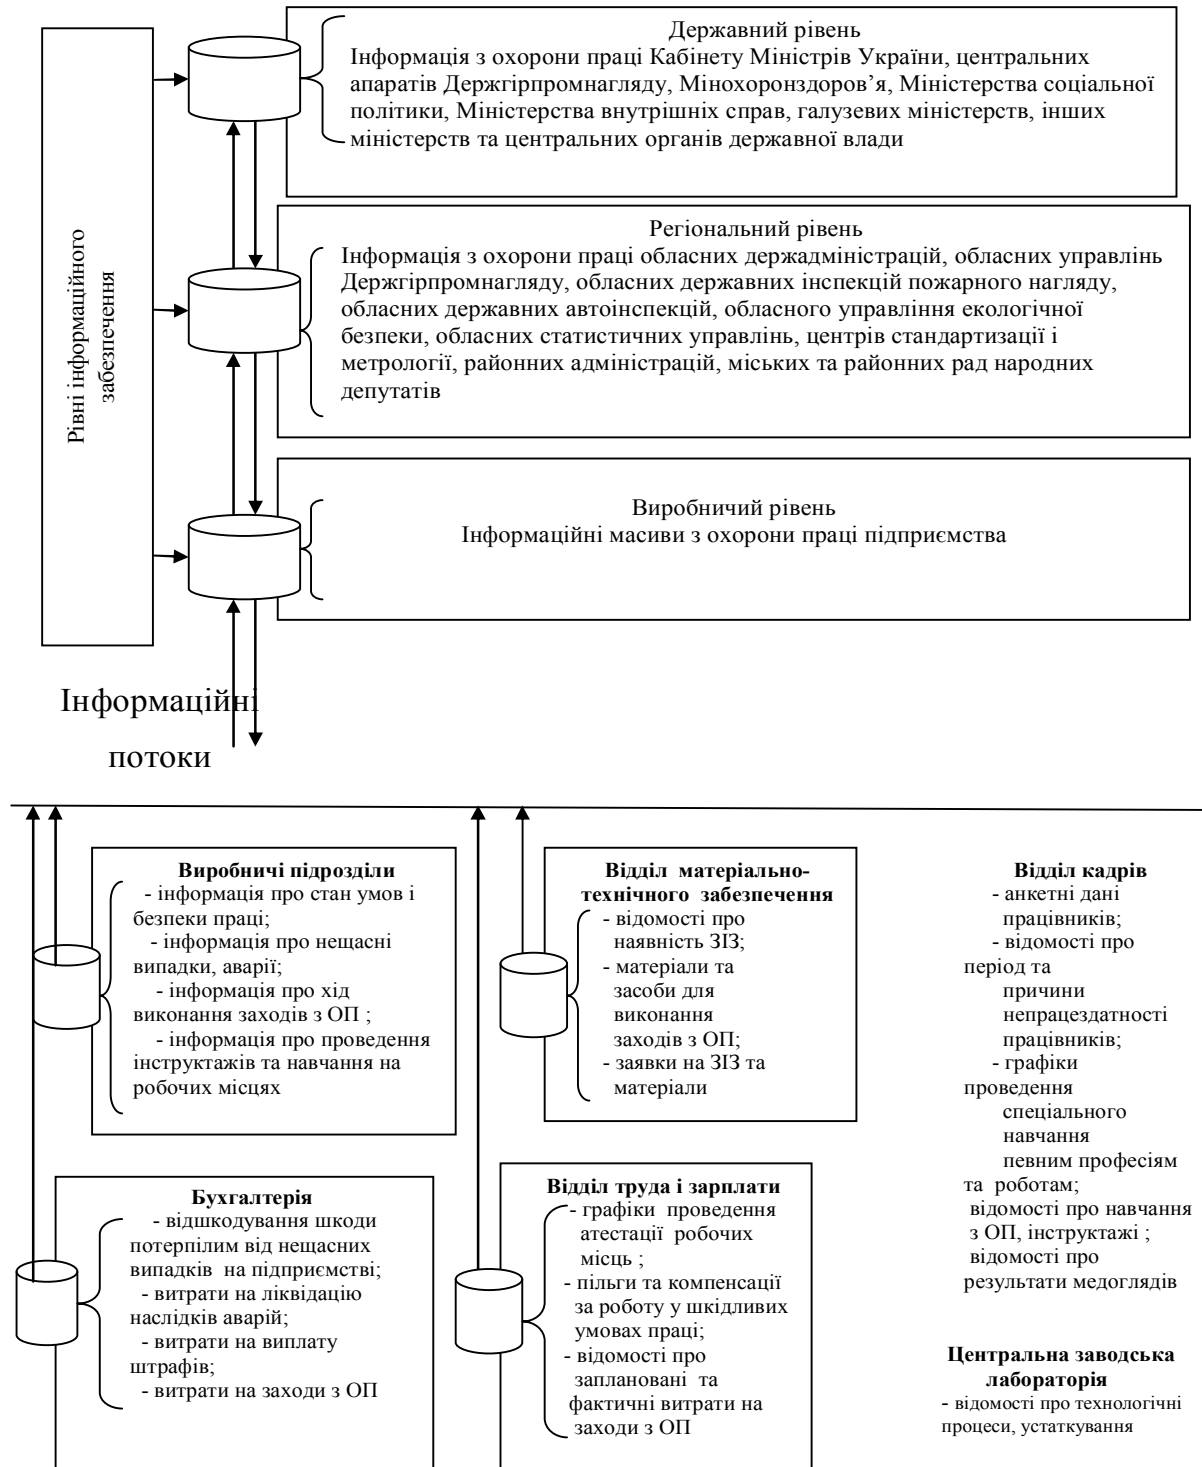 Рівні інформаційного
забезпечення
Державний рівень
Інформація з охорони праці Кабінету Міністрів України, центральних
апаратів Держгірпромнагляду, Мінохоронздоров’я, Міністерства соціальної
політики, Міністерства внутрішніх справ, галузевих міністерств, інших
міністерств та центральних органів державної влади
Регіональний рівень
Інформація з охорони праці обласних держадміністрацій, обласних управлінь
Держгірпромнагляду, обласних державних інспекцій пожарного нагляду,
обласних державних автоінспекцій, обласного управління екологічної
безпеки, обласних статистичних управлінь, центрів стандартизації і
метрології, районних адміністрацій, міських та районних рад народних
депутатів
Виробничий рівень
Інформаційні масиви з охорони праці підприємства
Інформаційні
потоки
Виробничі підрозділи
- інформація про стан умов і
безпеки праці;
- інформація про нещасні
випадки, аварії;
- інформація про хід
виконання заходів з ОП ;
- інформація про проведення
інструктажів та навчання на
робочих місцях
Відділ матеріально-
технічного забезпечення
- відомості про
наявність ЗІЗ;
- матеріали та
засоби для
виконання
заходів з ОП;
- заявки на ЗІЗ та
матеріали
Відділ кадрів
- анкетні дані
працівників;
- відомості про
період та
причини
непрацездатності
працівників;
- графіки
проведення
спеціального
навчання
певним професіям
та роботам;
відомості про навчання
з ОП, інструктажі ;
відомості про
результати медоглядів
Бухгалтерія
- відшкодування шкоди
потерпілим від нещасних
випадків на підприємстві;
- витрати на ліквідацію
наслідків аварій;
- витрати на виплату
штрафів;
- витрати на заходи з ОП
Відділ труда і зарплати
- графіки проведення
атестації робочих
місць ;
- пільги та компенсації
за роботу у шкідливих
умовах праці;
- відомості про
заплановані та
фактичні витрати на
заходи з ОП
Центральна заводська
лабораторія
- відомості про технологічні
процеси, устаткування